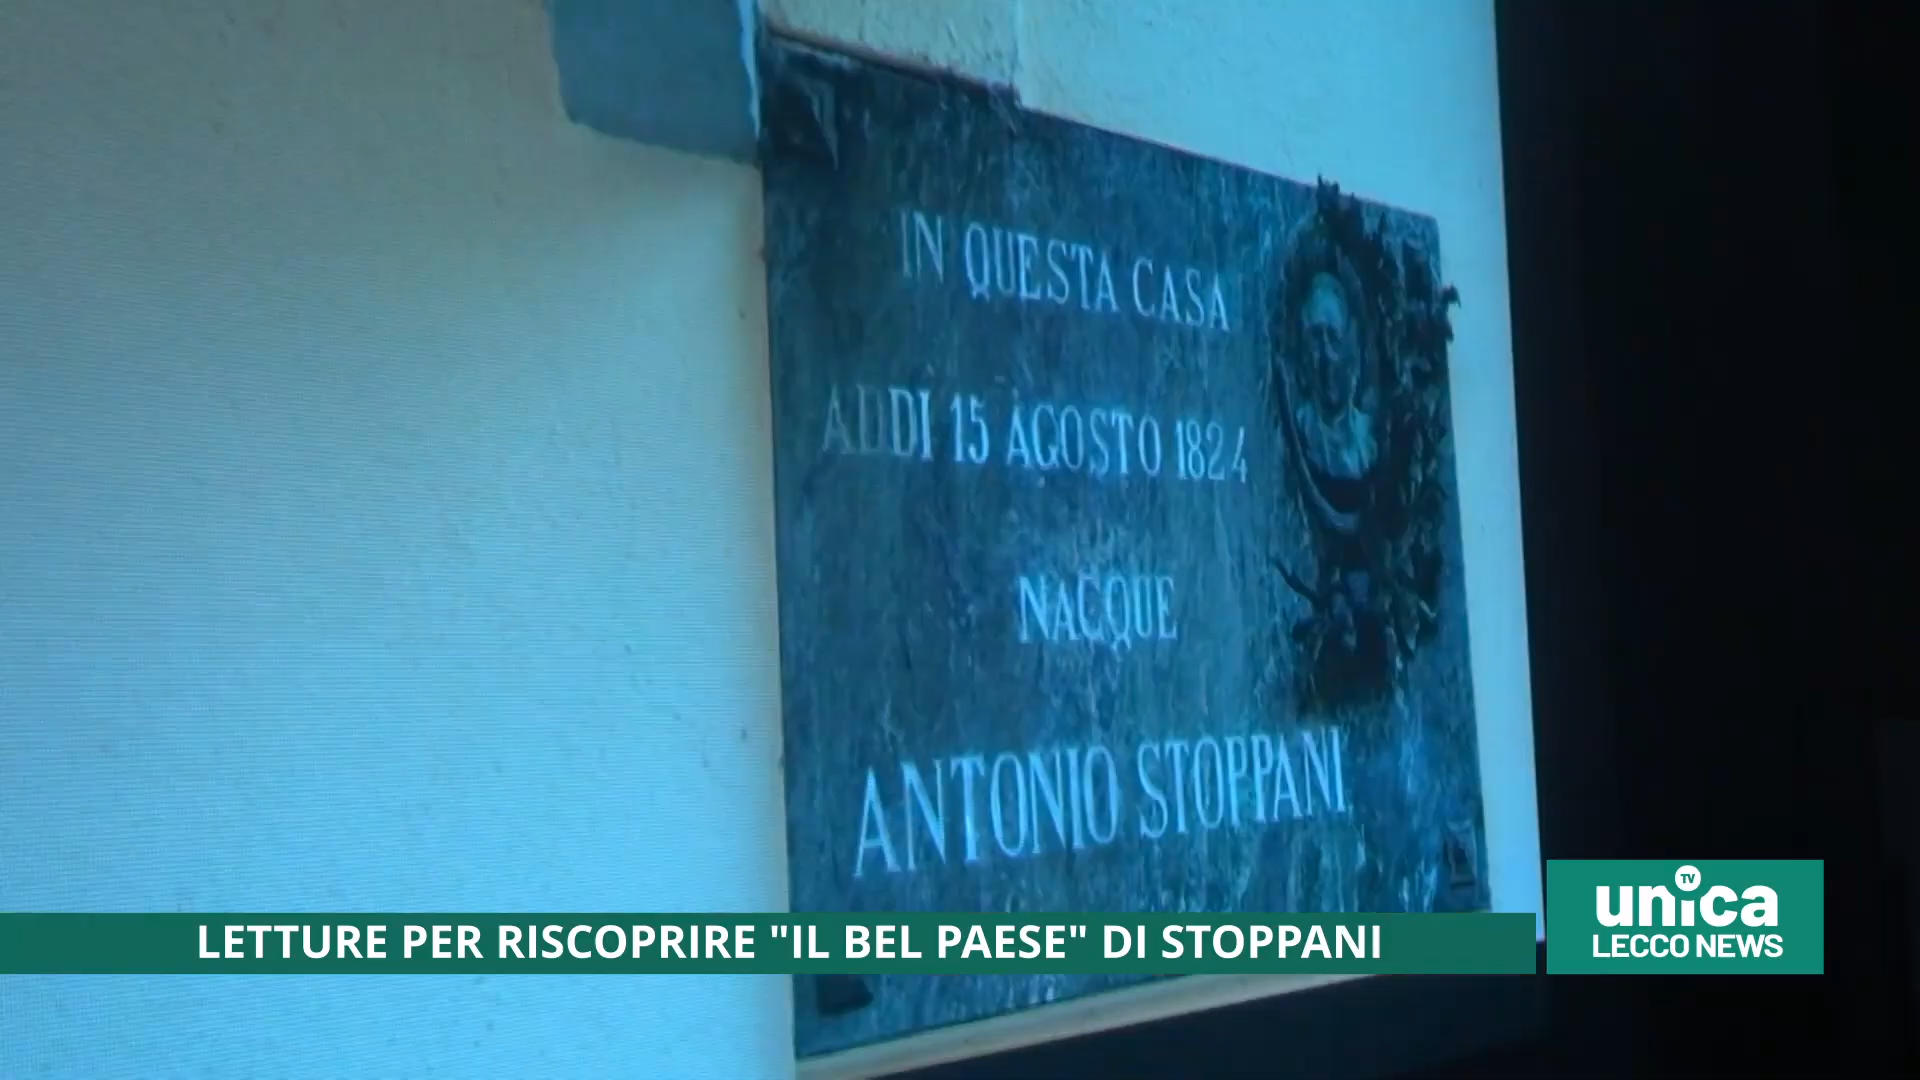 IN QUESTA CASA
ADDÌ 15 AGOSTO 1824
NACQUE
ANTONIO STOPPANI
LETTURE PER RISCOPRIRE "IL BEL PAESE" DI STOPPANI
TV
unica
LECCO NEWS